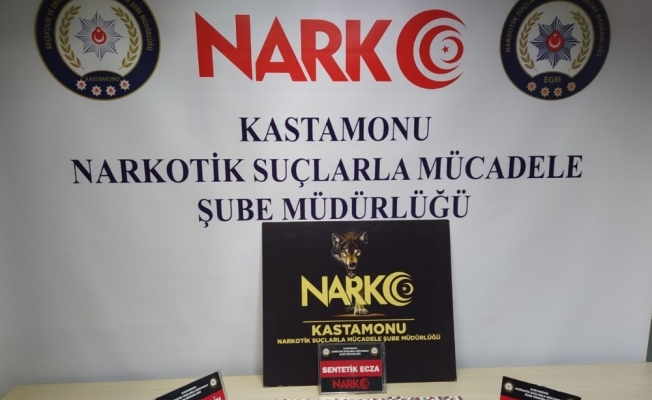 KASTAMONU
EGM
NARKO
KASTAMONU
NARKOTİK SUÇLARLA MÜCADELE
ŞUBE MÜDÜRLÜĞÜ
NARKO
KASTAMONU
NARKOTİK SUÇLARLA MÜCADELE ŞUBE MÜDÜRLÜĞÜ
SENTETİK ECZA
NARKO